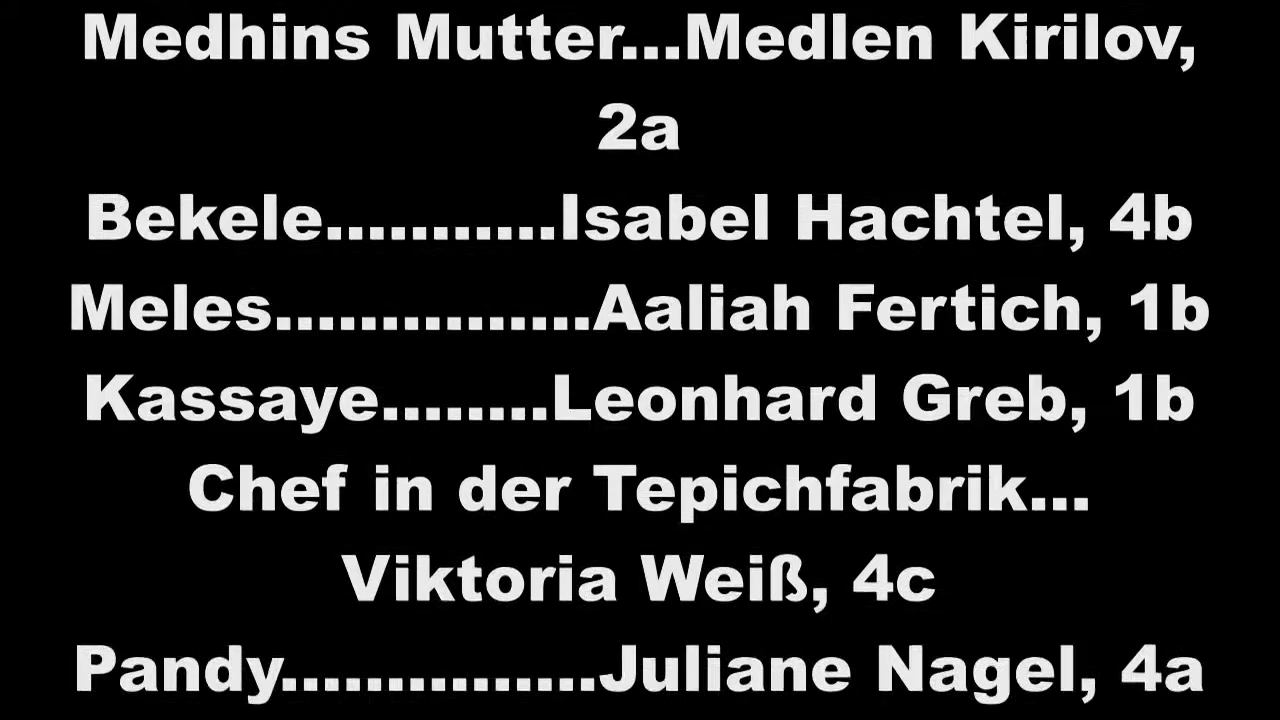 Medhins Mutter...Medlen Kirilov,
2a
Bekele...........Isabel Hachtel, 4b
Meles...............Aaliah Fertich, 1b
Kassaye........Leonhard Greb, 1b
Chef in der Tepichfabrik...
Viktoria Weiß, 4c
Pandy...............Juliane Nagel, 4a